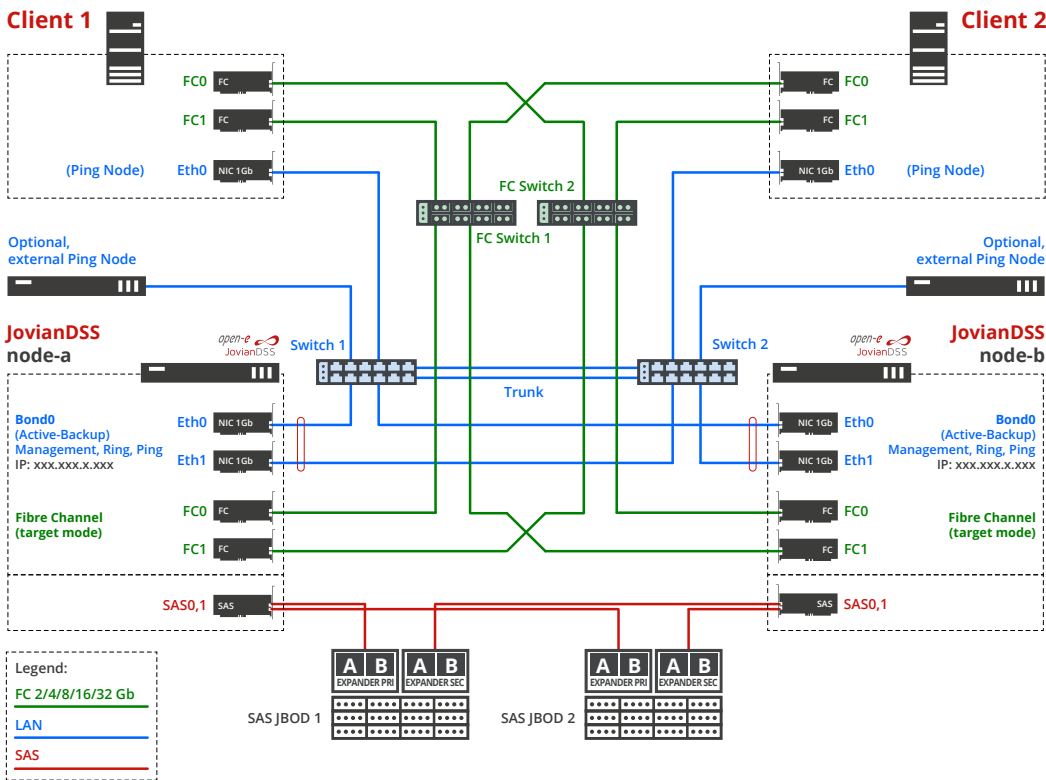 Client 1
Client 2
FC0
FC
FC
FC0
FC1
FC
FC
FC1
(Ping Node)
Eth0
NIC 1Gb
NIC 1Gb
Eth0
(Ping Node)
FC Switch 2
FC Switch 1
Optional,
external Ping Node
Optional,
external Ping Node
JovianDSS
node-a
open-e
JovianDSS
Switch 1
Switch 2
open-e
JovianDSS
JovianDSS
node-b
Trunk
Bond0
(Active-Backup)
Management, Ring, Ping
IP: xxx.xxx.x.xxx
Eth0
NIC 1Gb
Eth1
NIC 1Gb
NIC 1Gb
Eth0
NIC 1Gb
Eth1
Bond0
(Active-Backup)
Management, Ring, Ping
IP: xxx.xxx.x.xxx
Fibre Channel
(target mode)
FC0
FC
FC1
FC
FC0
FC
FC1
Fibre Channel
(target mode)
SAS0,1
SAS
SAS
SAS0,1
A B
EXPANDER PRI
A B
EXPANDER SEC
A B
EXPANDER PRI
A B
EXPANDER SEC
SAS JBOD 1
SAS JBOD 2
Legend:
FC 2/4/8/16/32 Gb
LAN
SAS